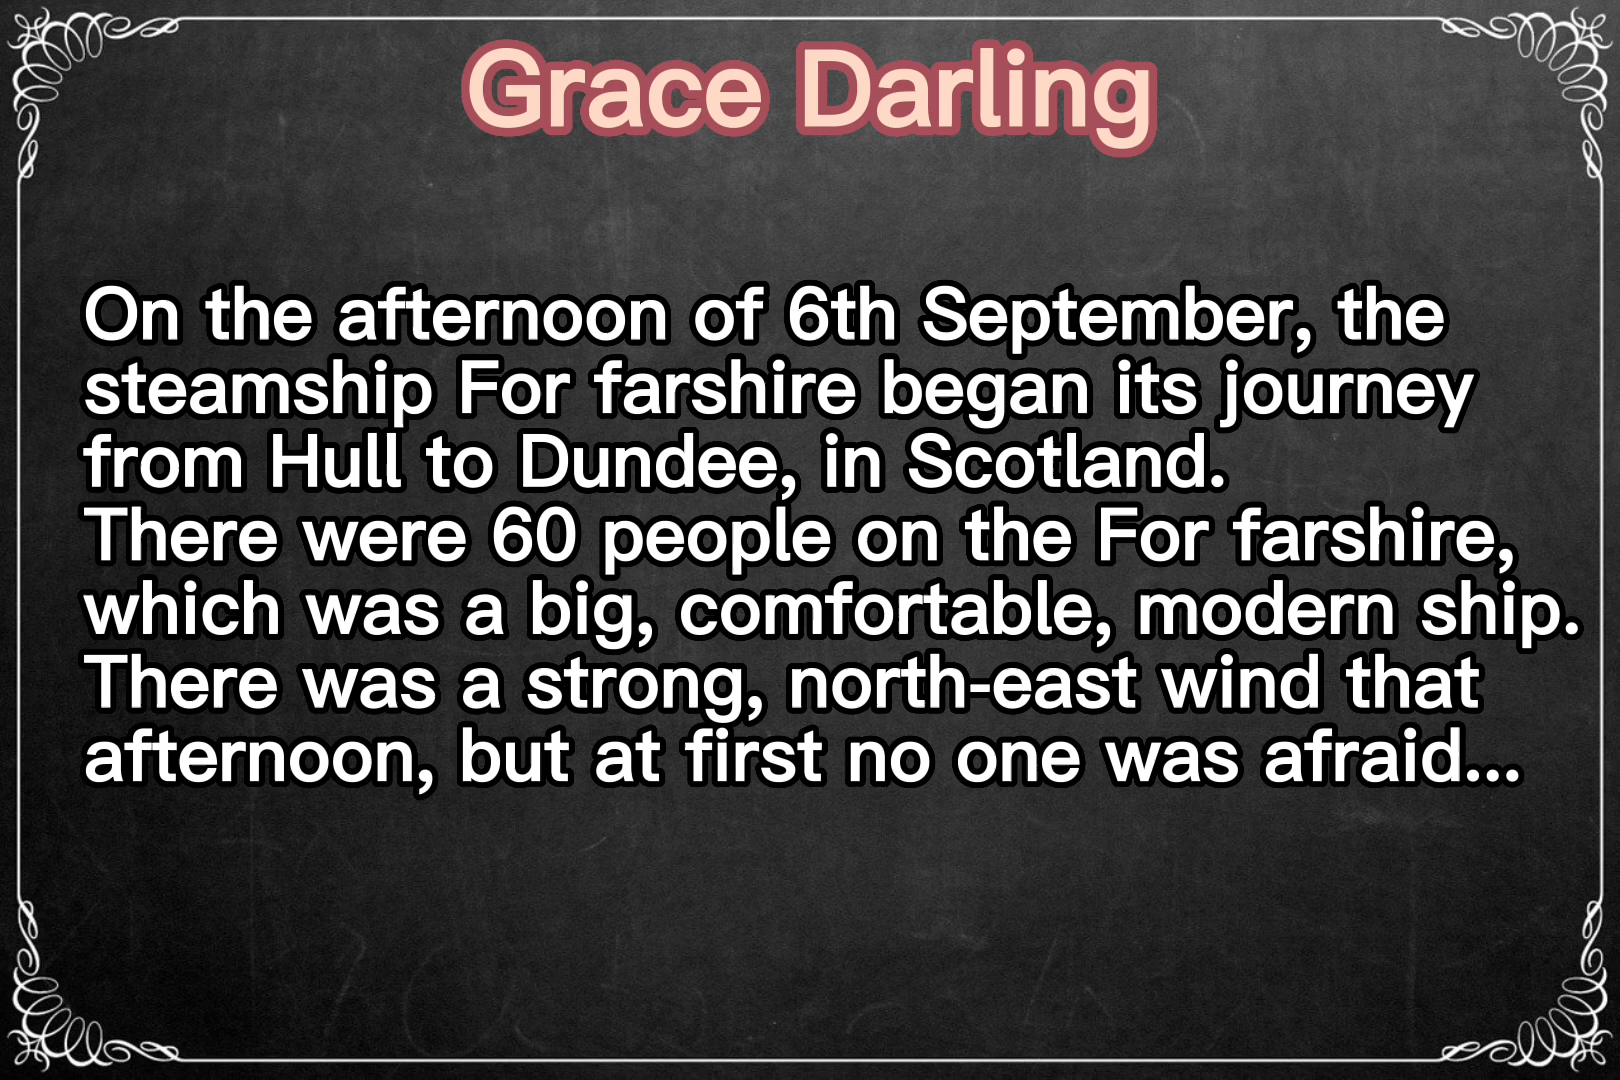 Grace Darling
On the afternoon of 6th September, the
steamship For farshire began its journey
from Hull to Dundee, in Scotland.
There were 60 people on the For farshire,
which was a big, comfortable, modern ship.
There was a strong, north-east wind that
afternoon, but at first no one was afraid...